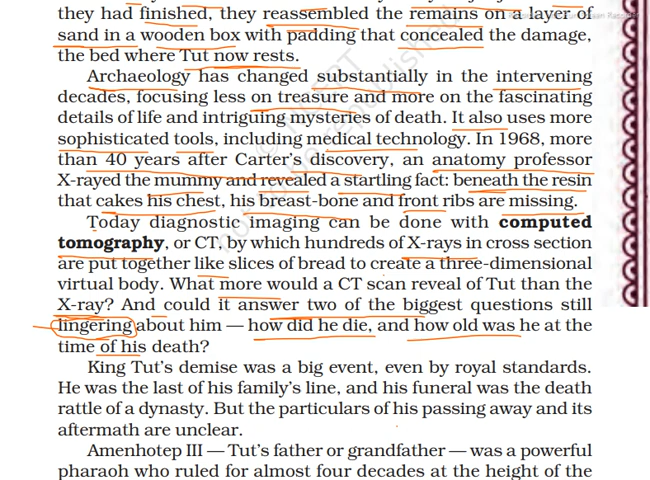 they had finished, they reassembled the remains on a layer of
sand in a wooden box with padding that concealed the damage,
the bed where Tut now rests.
Archaeology has changed substantially in the intervening
decades, focusing less on treasure and more on the fascinating
details of life and intriguing mysteries of death. It also uses more
sophisticated tools, including medical technology. In 1968, more
than 40 years after Carter's discovery, an anatomy professor
X-rayed the mummy and revealed a startling fact: beneath the resin
that cakes his chest, his breast-bone and front ribs are missing.
Today diagnostic imaging can be done with computed
tomography, or CT, by which hundreds of X-rays in cross section
are put together like slices of bread to create a three-dimensional
virtual body. What more would a CT scan reveal of Tut than the
X-ray? And could it answer two of the biggest questions still
lingering about him — how did he die, and how old was he at the
time of his death?
King Tut's demise was a big event, even by royal standards.
He was the last of his family's line, and his funeral was the death
rattle of a dynasty. But the particulars of his passing away and its
aftermath are unclear.
Amenhotep III — Tut's father or grandfather — was a powerful
pharaoh who ruled for almost four decades at the height of the